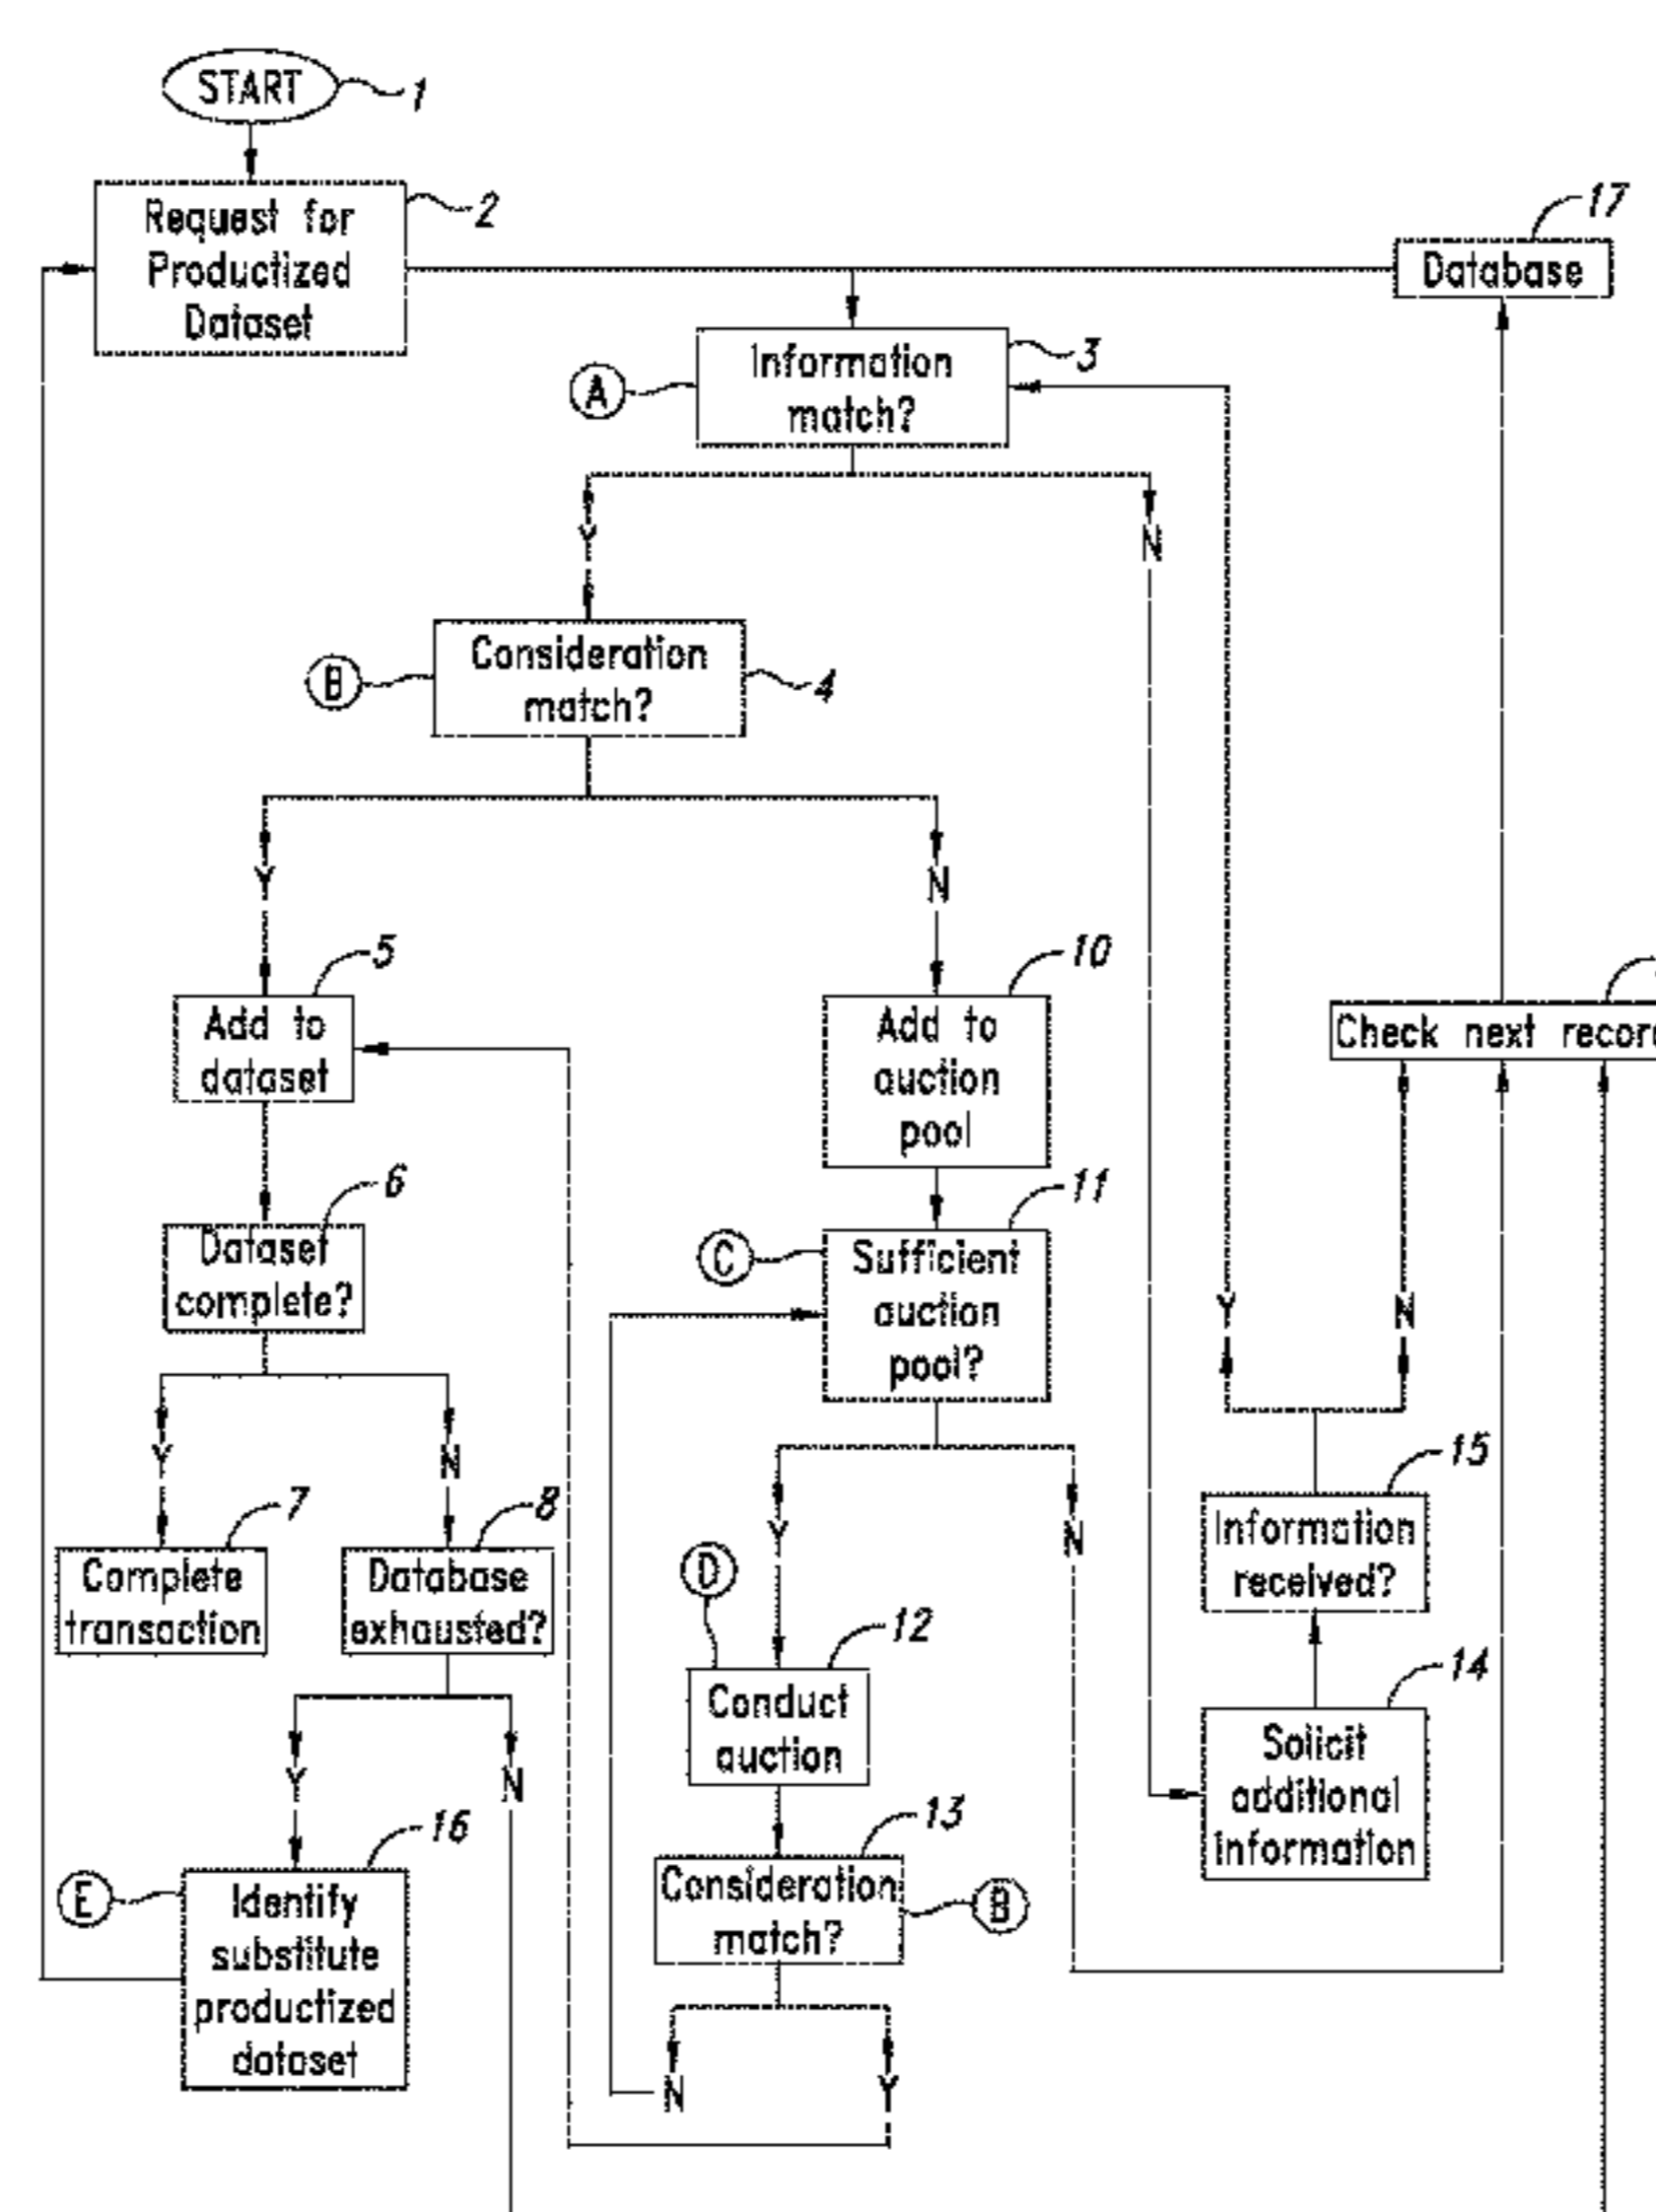 START
1
Request for
Productized
Dataset
2
17
Database
Information
match?
3
A
Y
N
Consideration
match?
B
4
Y
N
5
Add to
dataset
10
Add to
auction
pool
Check next
6
Dataset
complete?
11
C
Sufficient
auction
pool?
Y
N
Y
N
Y
N
7
Complete
transaction
8
Database
exhausted?
D
15
Information
received?
12
Conduct
auction
14
Solicit
additional
information
Y
N
13
Consideration
match?
B
16
E
Identify
substitute
productized
dataset
N
Y